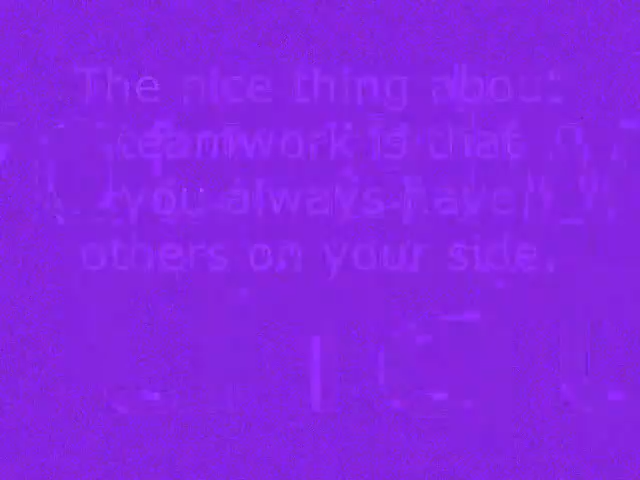 The nice thing about
teamwork is that
you always have
others on your side.